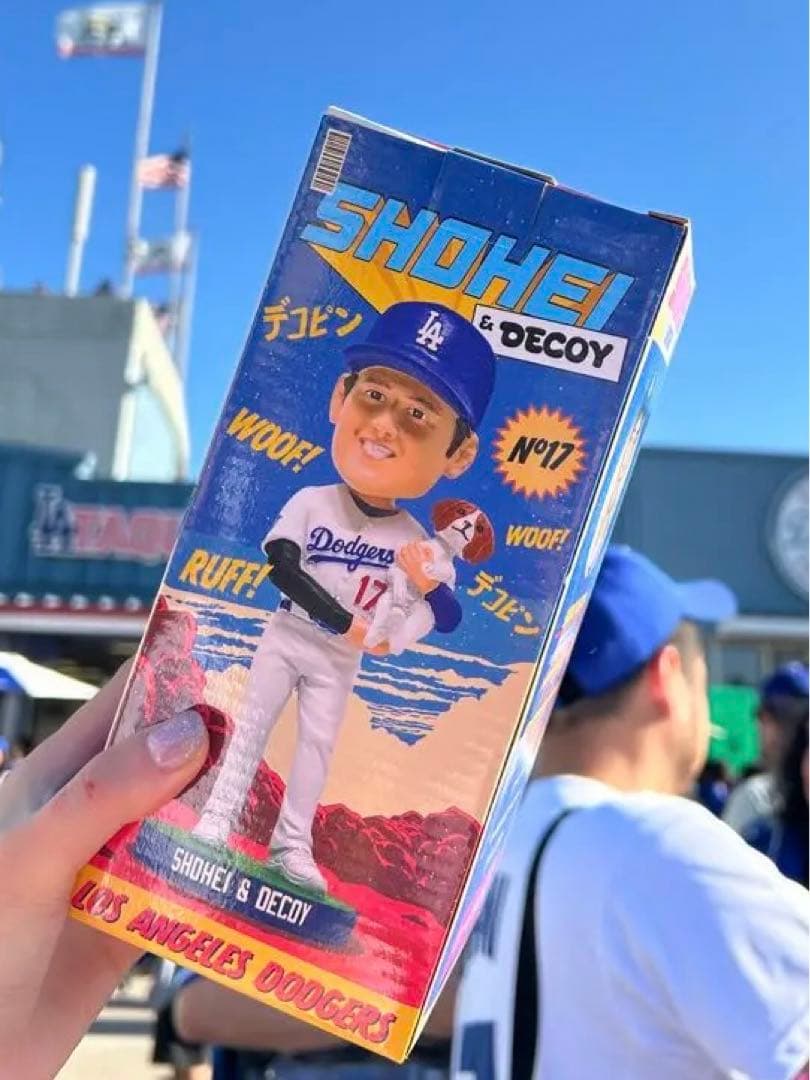 SHOHEI
& DECOY
デコピン
LA
Nº17
WOOF!
WOOF!
RUFF!
Dodgers
17
デコピン
SHOHEI & DECOY
LOS ANGELES DODGERS
LA